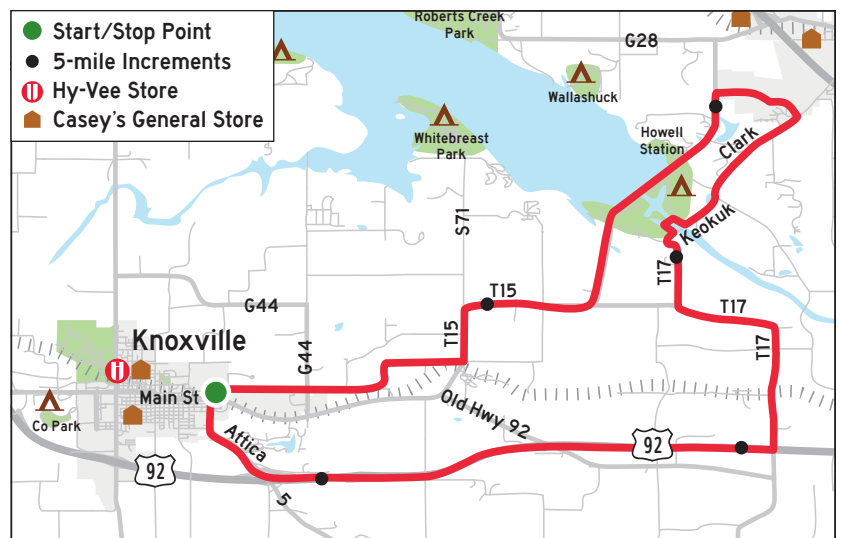 Start/Stop Point
5-mile Increments
Hy-Vee Store
Casey's General Store
Roberts Creek
Park
G28
Wallashuck
Whitebreast
Park
Howell
Station
Clark
Keokuk
S71
T17
T15
T17
G44
T15
T17
Knoxville
G44
Main St
Old Hwy 92
Co Park
Attica
92
92
5